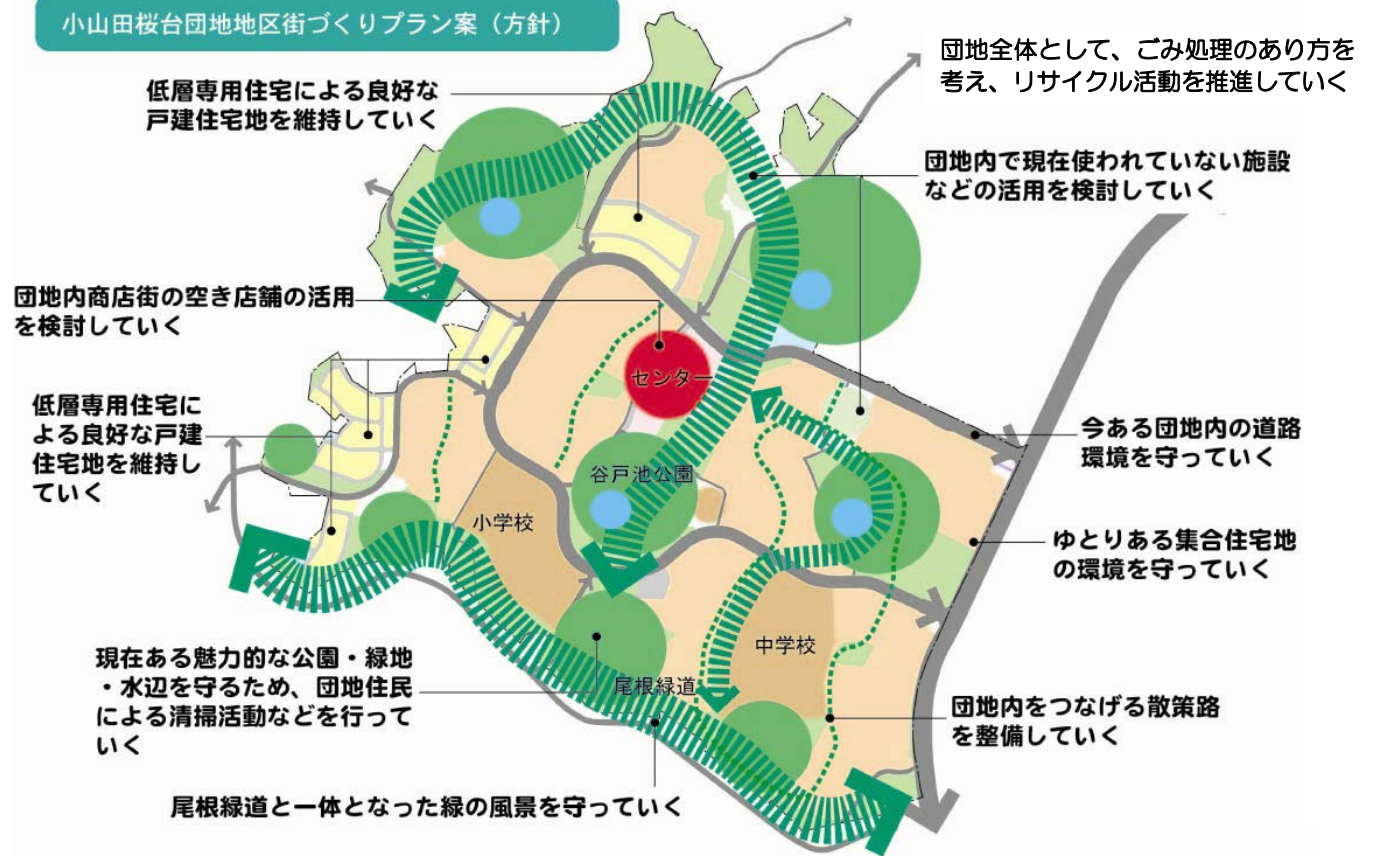 小山田桜台団地地区街づくりプラン案（方針）
団地全体として、ごみ処理のあり方を
考え、リサイクル活動を推進していく
低層専用住宅による良好な
戸建住宅地を維持していく
団地内で現在使われていない施設
などの活用を検討していく
団地内商店街の空き店舗の活用
を検討していく
センター
低層専用住宅に
よる良好な戸建
住宅地を維持し
ていく
今ある団地内の道路
環境を守っていく
谷戸池公園
小学校
ゆとりある集合住宅地
の環境を守っていく
中学校
現在ある魅力的な公園・緑地
・水辺を守るため、団地住民
による清掃活動などを行って
いく
尾根緑道
団地内をつなげる散策路
を整備していく
尾根緑道と一体となった緑の風景を守っていく